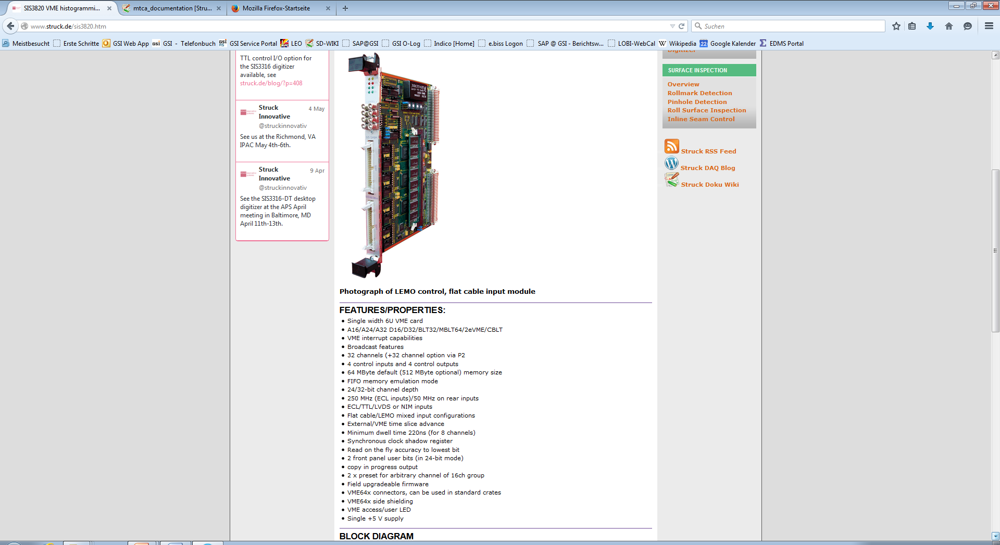 SIS3820 VME histogrammi...
mtca_documentation [Stru...
Mozilla Firefox-Startseite
www.struck.de/sis3820.htm
Suchen
Meistbesucht
Erste Schritte
GSI Web App
GSI - Telefonbuch
GSI Service Portal
LEO
SD-WIKI
SAP@GSI
GSI O-Log
Indico [Home]
e.biss Logon
SAP @ GSI - Berichtsw...
LOBI-WebCal
Wikipedia
22 Google Kalender
EDMS Portal
TTL control I/O option for
the SIS3316 digitizer
available, see
struck.de/blog/?p=408
Struck
Innovative
4 May
@struckinnovativ
See us at the Richmond, VA
IPAC May 4th-6th.
Struck
Innovative
9 Apr
@struckinnovativ
See the SIS3316-DT desktop
digitizer at the APS April
meeting in Baltimore, MD
April 11th-13th.
Photograph of LEMO control, flat cable input module
FEATURES/PROPERTIES:
• Single width 6U VME card
• A16/A24/A32 D16/D32/BLT32/MBLT64/2eVME/CBLT
• VME interrupt capabilities
• Broadcast features
• 32 channels (+32 channel option via P2
• 4 control inputs and 4 control outputs
• 64 MByte default (512 MByte optional) memory size
• FIFO memory emulation mode
• 24/32-bit channel depth
• 250 MHz (ECL inputs)/50 MHz on rear inputs
• ECL/TTL/LVDS or NIM inputs
• Flat cable/LEMO mixed input configurations
• External/VME time slice advance
• Minimum dwell time 220ns (for 8 channels)
• Synchronous clock shadow register
• Read on the fly accuracy to lowest bit
• 2 front panel user bits (in 24-bit mode)
• copy in progress output
• 2 x preset for arbitrary channel of 16ch group
• Field upgradeable firmware
• VME64x connectors, can be used in standard crates
• VME64x side shielding
• VME access/user LED
• Single +5 V supply
BLOCK DIAGRAM
Digitizer
SURFACE INSPECTION
Overview
Rollmark Detection
Pinhole Detection
Roll Surface Inspection
Inline Seam Control
Struck RSS Feed
Struck DAQ Blog
Struck Doku Wiki